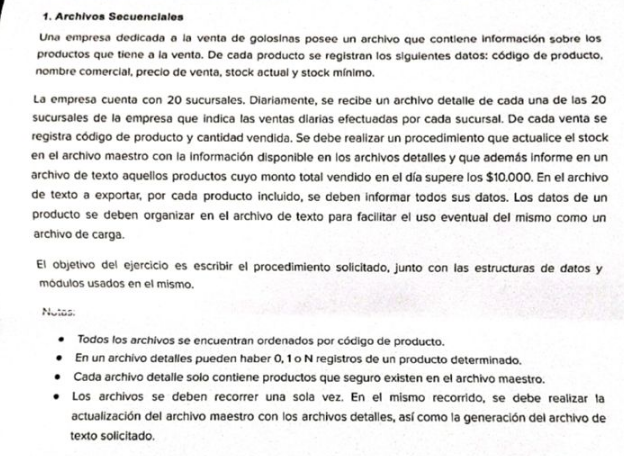 1. Archivos Secuenciales
Una empresa dedicada a la venta de golosinas posee un archivo que contiene información sobre los
productos que tiene a la venta. De cada producto se registran los siguientes datos: código de producto,
nombre comercial, precio de venta, stock actual y stock mínimo.
La empresa cuenta con 20 sucursales. Diariamente, se recibe un archivo detalle de cada una de las 20
sucursales de la empresa que indica las ventas diarias efectuadas por cada sucursal. De cada venta se
registra código de producto y cantidad vendida. Se debe realizar un procedimiento que actualice el stock
en el archivo maestro con la información disponible en los archivos detalles y que además informe en un
archivo de texto aquellos productos cuyo monto total vendido en el día supere los $10.000. En el archivo
de texto a exportar, por cada producto incluido, se deben informar todos sus datos. Los datos de un
producto se deben organizar en el archivo de texto para facilitar el uso eventual del mismo como un
archivo de carga.
El objetivo del ejercicio es escribir el procedimiento solicitado, junto con las estructuras de datos y
módulos usados en el mismo.
Notas:
• Todos los archivos se encuentran ordenados por código de producto.
• En un archivo detalles pueden haber 0, 1 o N registros de un producto determinado.
• Cada archivo detalle solo contiene productos que seguro existen en el archivo maestro.
• Los archivos se deben recorrer una sola vez. En el mismo recorrido, se debe realizar la
actualización del archivo maestro con los archivos detalles, así como la generación del archivo de
texto solicitado.